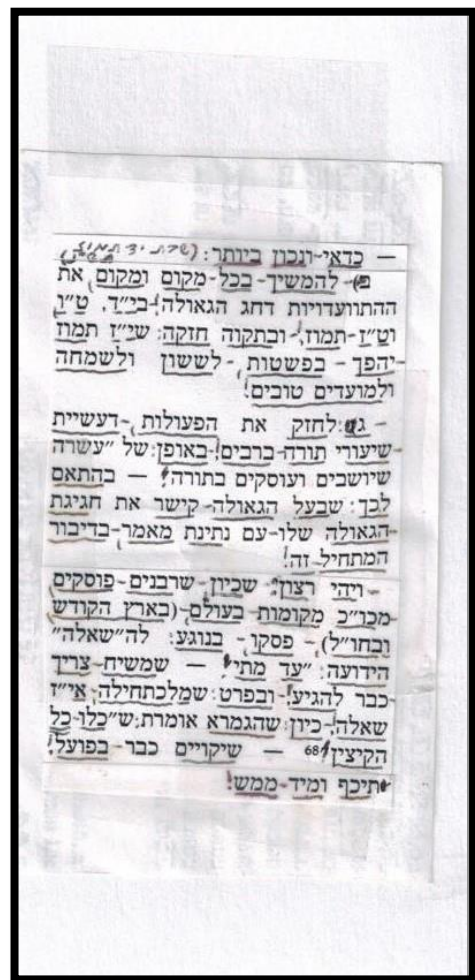 — כדאי ונכון ביותר: (שבת י"ד תמוז
להמשיך בכל מקום ומקום את
ההתוועדויות דחג הגאולה בי"ד, ט"ו
וט"ז תמוז, ובתקוה חזקה שי"ז תמוז
יהפך בפשטות לששון ולשמחה
ולמועדים טובים.
לחזק את הפעולות דעשיית
שיעורי תורה ברבים באופן של "עשרה
שיושבים ועוסקים בתורה" — בהתאם
לכך שבעל הגאולה קישר את חגיגת
הגאולה שלו עם נתינת מאמר בדיבור
המתחיל זה.
ויהי רצון, שכיון שרבנים פוסקים
מכו"כ מקומות בעולם (בארץ הקודש
ובחו"ל) פסקו בנוגע לה"שאלה"
הידועה: "עד מתי" — שמשיח צריך
כבר להגיע, ובפרט שמלכתחילה אי"ז
שאלה, כיון שהגמרא אומרת ש"כלו כל
הקיצין"68 — שיקויים כבר בפועל
תיכף ומיד ממש!